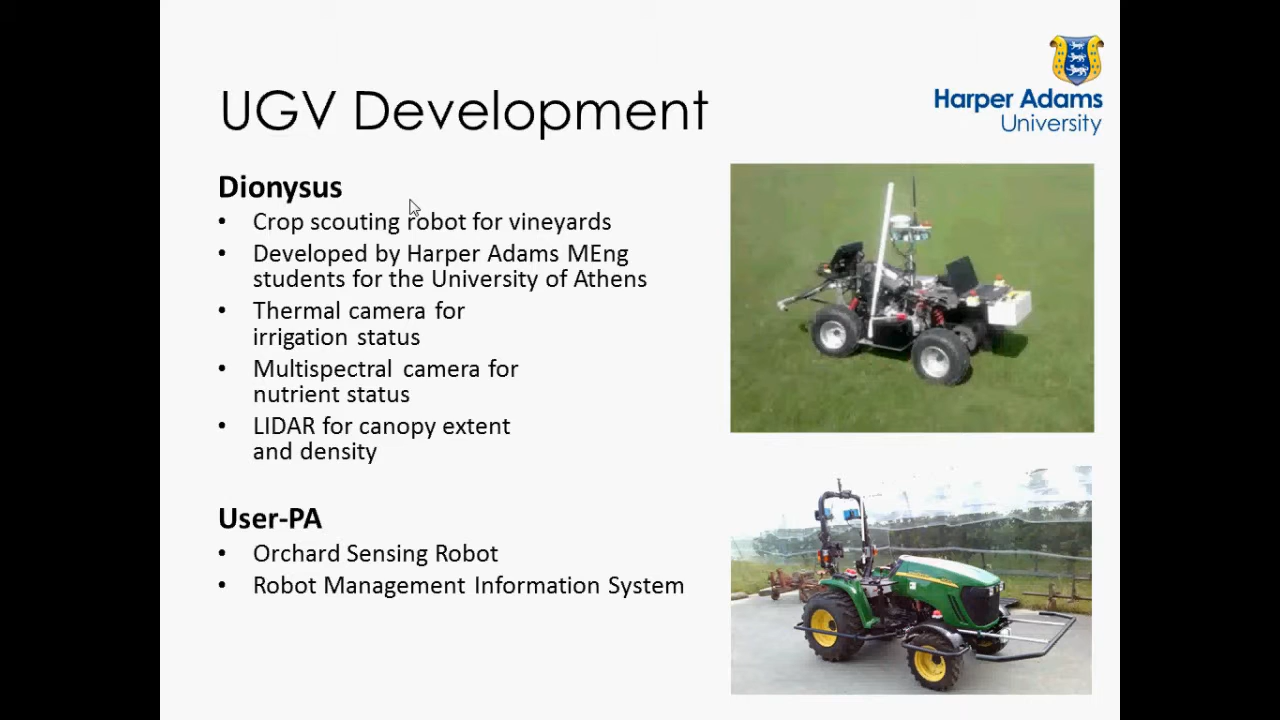 UGV Development
Harper Adams
University
Dionysus
• Crop scouting robot for vineyards
• Developed by Harper Adams MEng
students for the University of Athens
• Thermal camera for
irrigation status
• Multispectral camera for
nutrient status
• LIDAR for canopy extent
and density
User-PA
• Orchard Sensing Robot
• Robot Management Information System